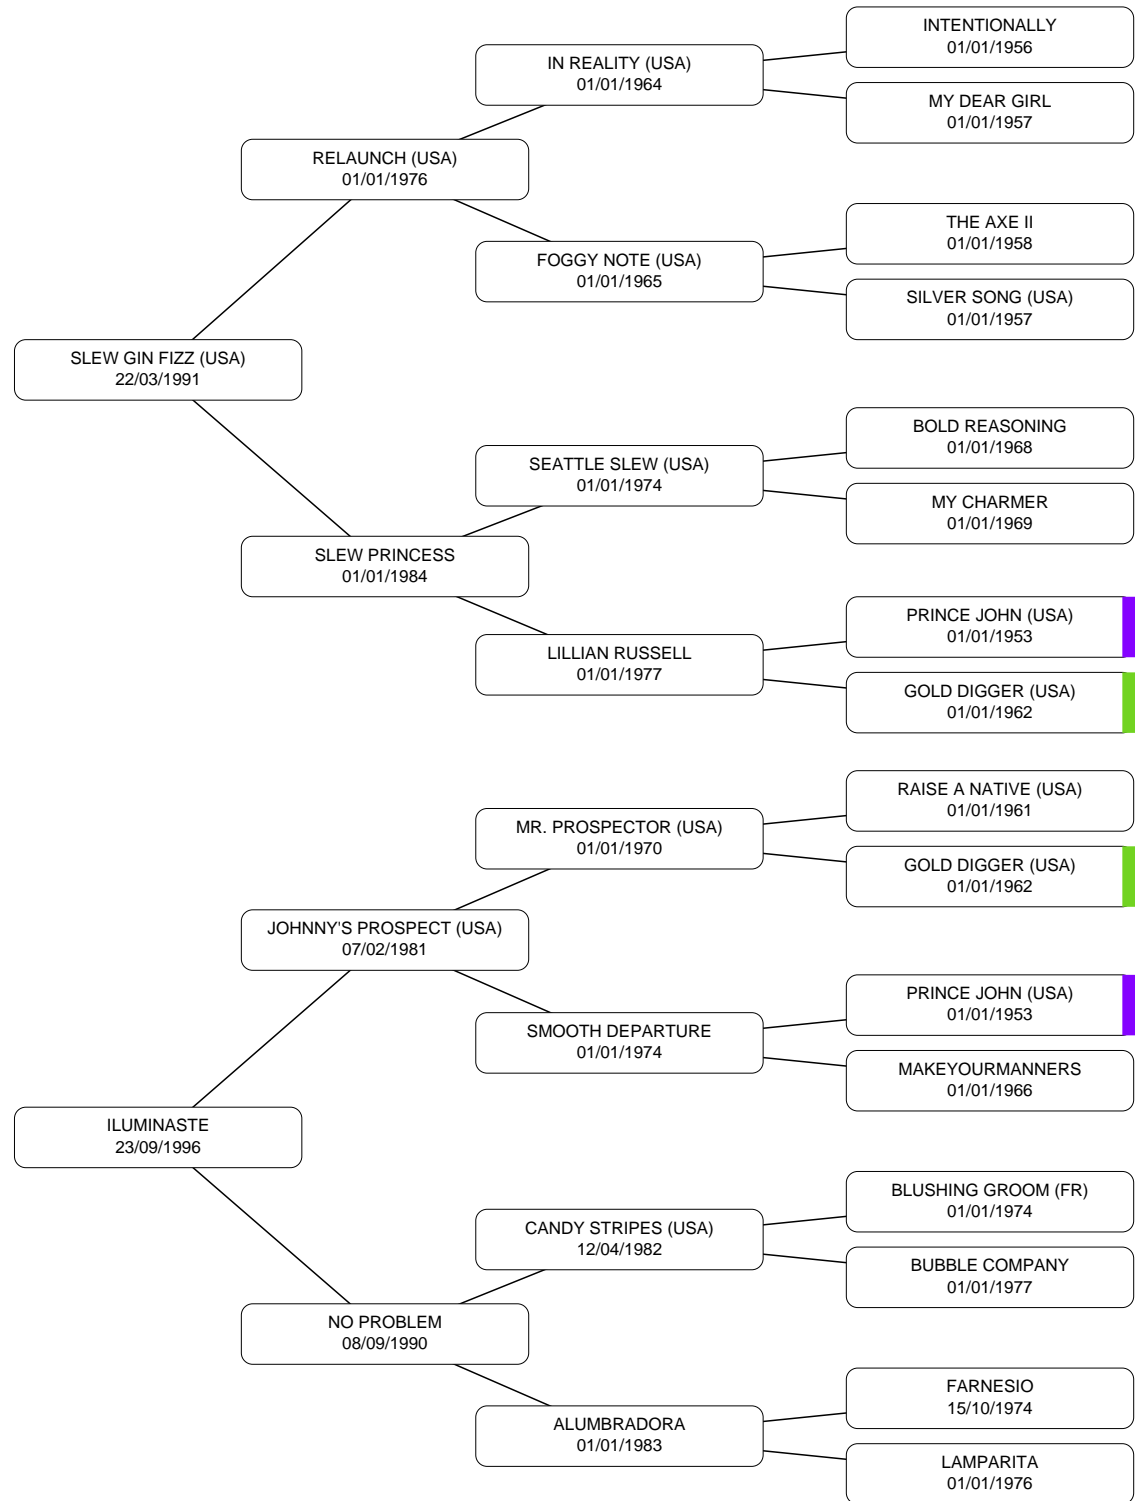 INTENTIONALLY
01/01/1956
IN REALITY (USA)
01/01/1964
MY DEAR GIRL
01/01/1957
RELAUNCH (USA)
01/01/1976
THE AXE II
01/01/1958
FOGGY NOTE (USA)
01/01/1965
SILVER SONG (USA)
01/01/1957
SLEW GIN FIZZ (USA)
22/03/1991
BOLD REASONING
01/01/1968
SEATTLE SLEW (USA)
01/01/1974
MY CHARMER
01/01/1969
SLEW PRINCESS
01/01/1984
PRINCE JOHN (USA)
01/01/1953
LILLIAN RUSSELL
01/01/1977
GOLD DIGGER (USA)
01/01/1962
RAISE A NATIVE (USA)
01/01/1961
MR. PROSPECTOR (USA)
01/01/1970
GOLD DIGGER (USA)
01/01/1962
JOHNNY'S PROSPECT (USA)
07/02/1981
PRINCE JOHN (USA)
01/01/1953
SMOOTH DEPARTURE
01/01/1974
MAKEYOURMANNERS
01/01/1966
ILUMINASTE
23/09/1996
BLUSHING GROOM (FR)
01/01/1974
CANDY STRIPES (USA)
12/04/1982
BUBBLE COMPANY
01/01/1977
NO PROBLEM
08/09/1990
FARNESIO
15/10/1974
ALUMBRADORA
01/01/1983
LAMPARITA
01/01/1976